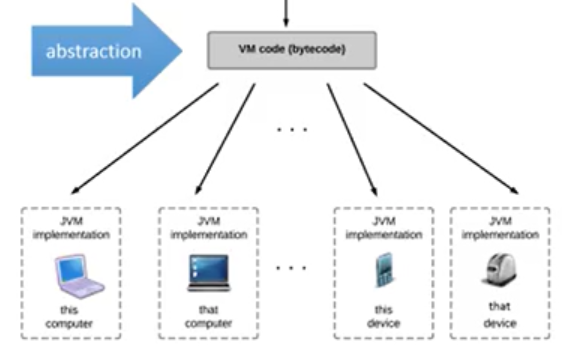 abstraction
VM code (bytecode)
. . .
JVM
implementation
this
computer
JVM
implementation
that
computer
. . .
JVM
implementation
this
device
JVM
implementation
that
device